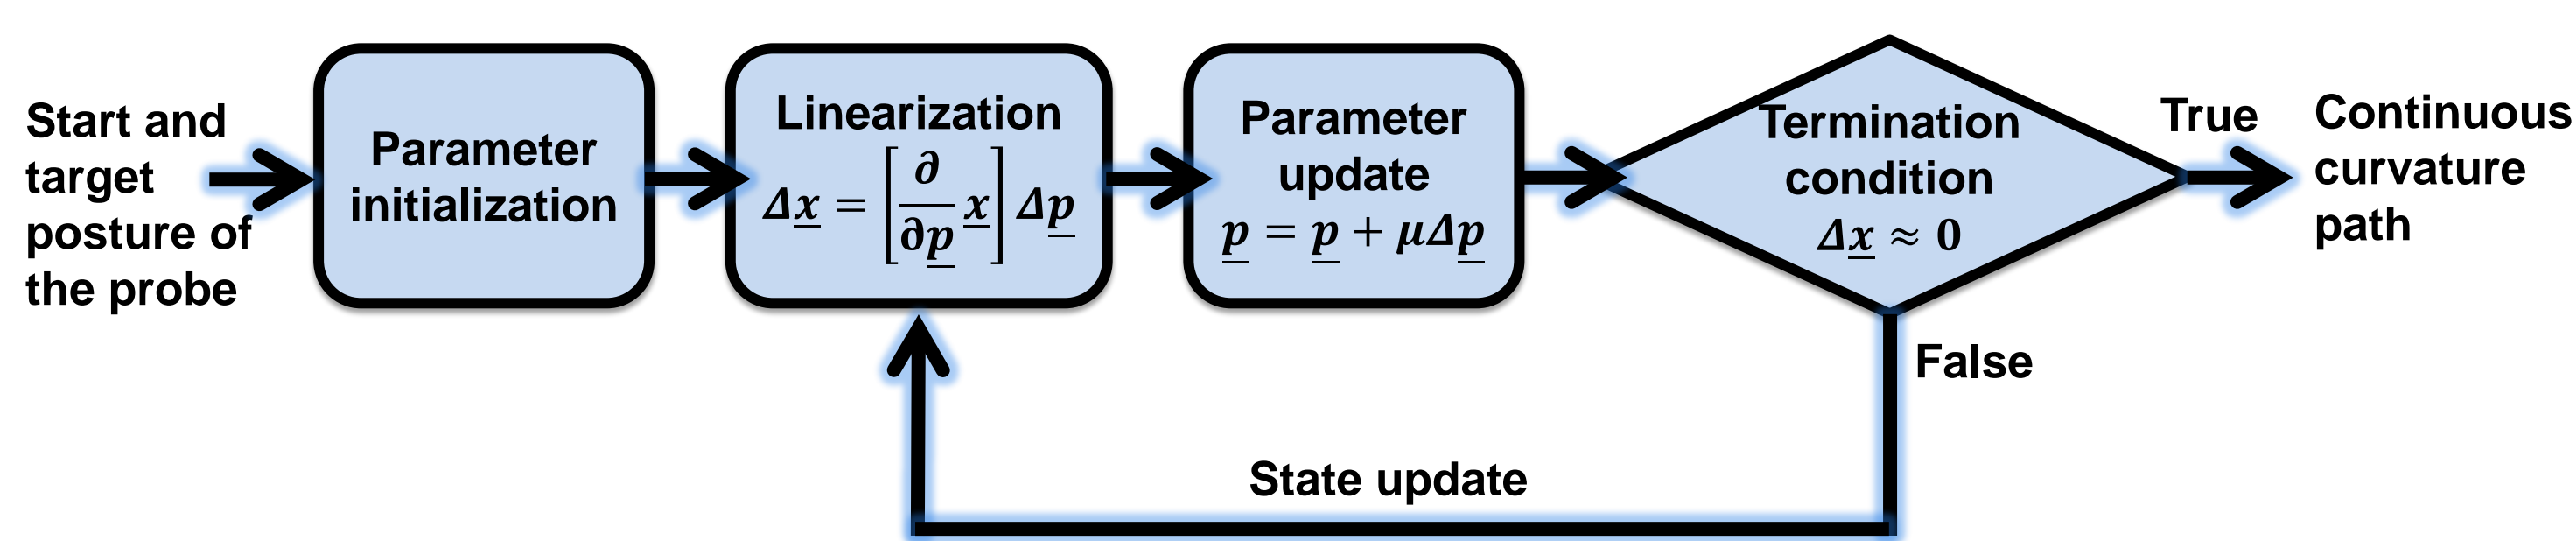 Start and
target
posture of
the probe
Parameter
initialization
Linearization
Δx = [∂/∂p x] Δp
Parameter
update
p = p + μΔp
Termination
condition
Δx ≈ 0
True
Continuous
curvature
path
False
State update